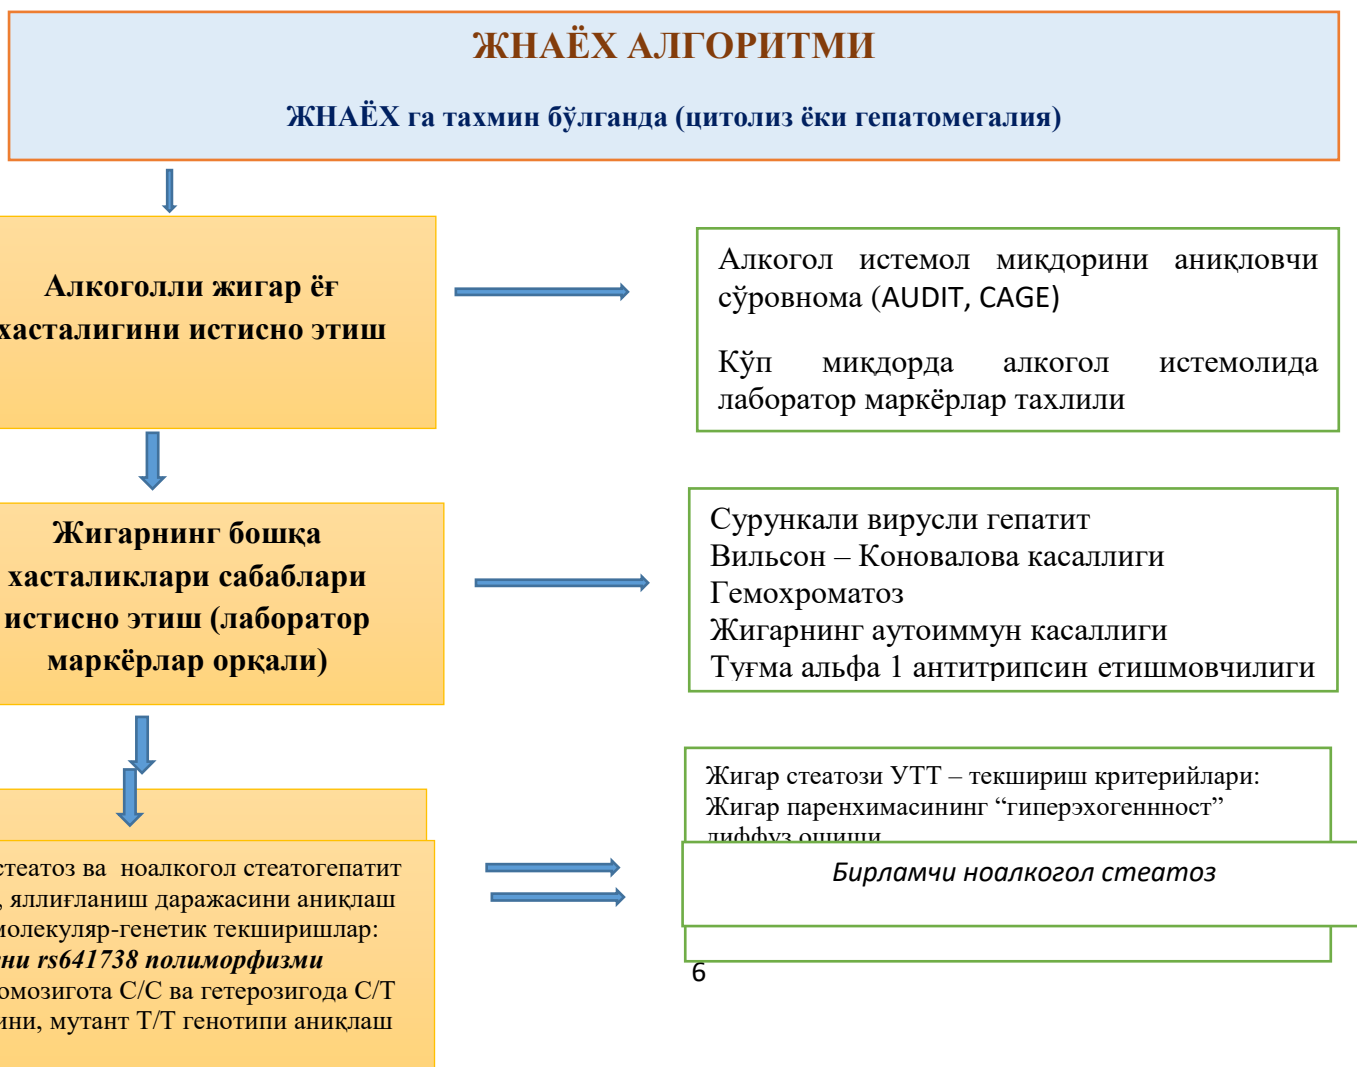 ЖНАЁХ АЛГОРИТМИ
ЖНАЁХ га тахмин бўлганда (цитолиз ёки гепатомегалия)
Алкоголли жигар ёғ
хасталигини истисно этиш
Алкогол истемол миқдорини аниқловчи
сўровнома (AUDIT, CAGE)
Кўп миқдорда алкогол истемолида
лаборатор маркёрлар тахлили
Жигарнинг бошқа
хасталиклари сабаблари
истисно этиш (лаборатор
маркёрлар орқали)
Сурункали вирусли гепатит
Вильсон – Коновалова касаллиги
Гемохроматоз
Жигарнинг аутоиммун касаллиги
Туғма альфа 1 антитрипсин етишмовчилиги
Жигар стеатози УТТ – текшириш критерийлари:
Жигар паренхимасининг “гиперэхогеннност”
диффуз ошиши
стеатоз ва ноалкогол стеатогепатит
, яллиғланиш даражасини аниқлаш
молекуляр-генетик текширишлар:
rs641738 полиморфизми
C/C ва гетерозигода C/T
мутант T/T генотипи аниқлаш
Бирламчи ноалкогол стеатоз
6